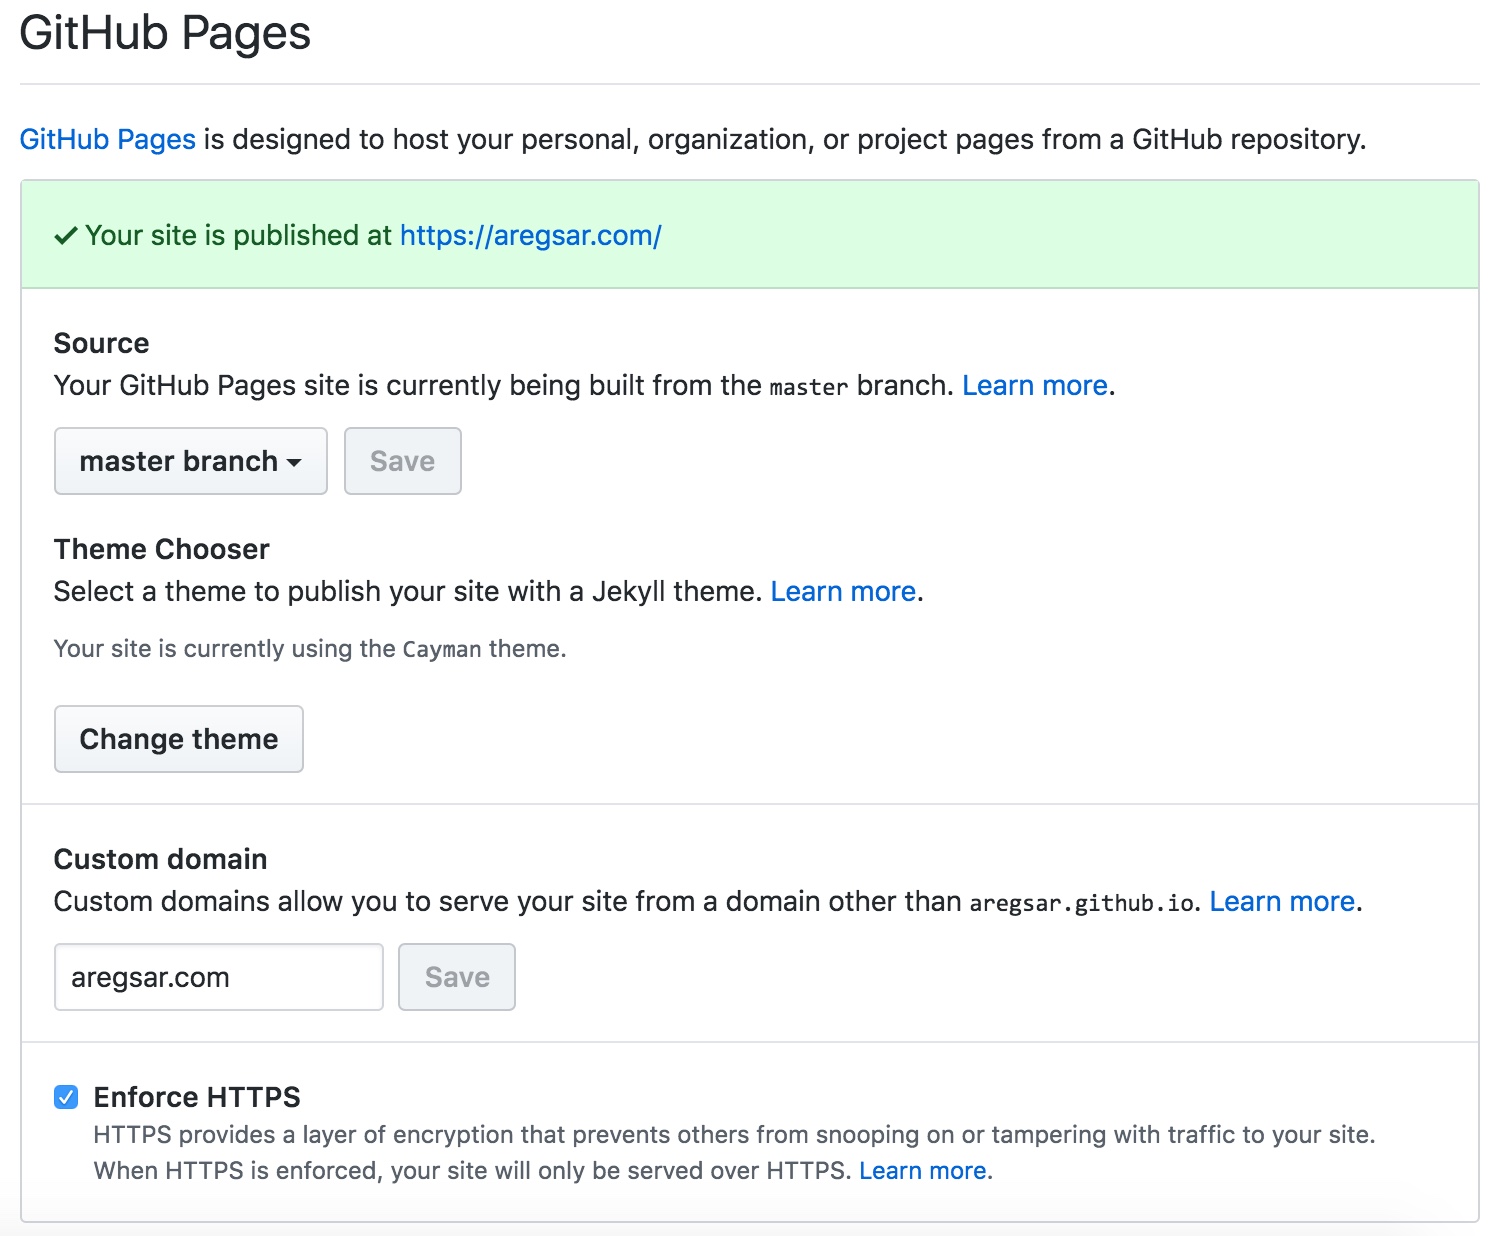 GitHub Pages
GitHub Pages is designed to host your personal, organization, or project pages from a GitHub repository.
Your site is published at https://aregsar.com/
Source
Your GitHub Pages site is currently being built from the master branch. Learn more.
master branch Save
Theme Chooser
Select a theme to publish your site with a Jekyll theme. Learn more.
Your site is currently using the Cayman theme.
Change theme
Custom domain
Custom domains allow you to serve your site from a domain other than aregsar.github.io. Learn more.
aregsar.com Save
Enforce HTTPS
HTTPS provides a layer of encryption that prevents others from snooping on or tampering with traffic to your site.
When HTTPS is enforced, your site will only be served over HTTPS. Learn more.